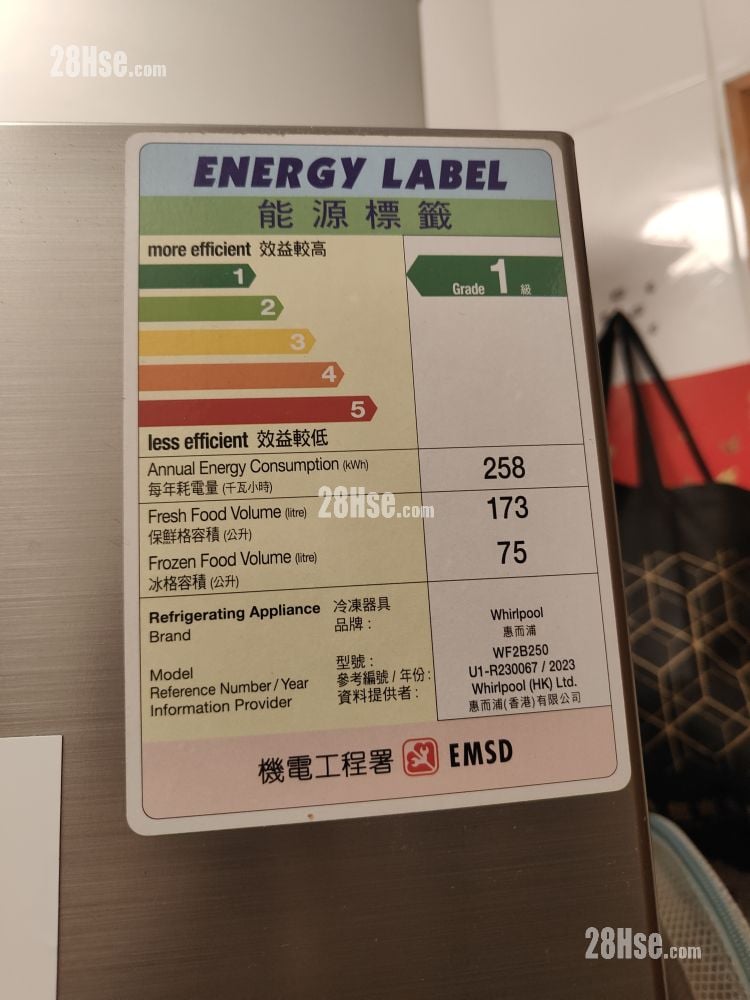 28Hse.com
ENERGY LABEL
能源標籤
more efficient 效益較高
1
2
3
4
5
Grade 1 級
less efficient 效益較低
Annual Energy Consumption (kWh) 258
每年耗電量 (千瓦小時)
28Hse.com
Fresh Food Volume (litre) 173
保鮮格容積 (公升)
Frozen Food Volume (litre) 75
冰格容積 (公升)
Refrigerating Appliance 冷凍器具
Brand 品牌: Whirlpool
惠而浦
Model 型號: WF2B250
Reference Number / Year 參考編號 / 年份: U1-R230067 / 2023
Information Provider 資料提供者: Whirlpool (HK) Ltd.
惠而浦(香港)有限公司
機電工程署 EMSD
28Hse.com